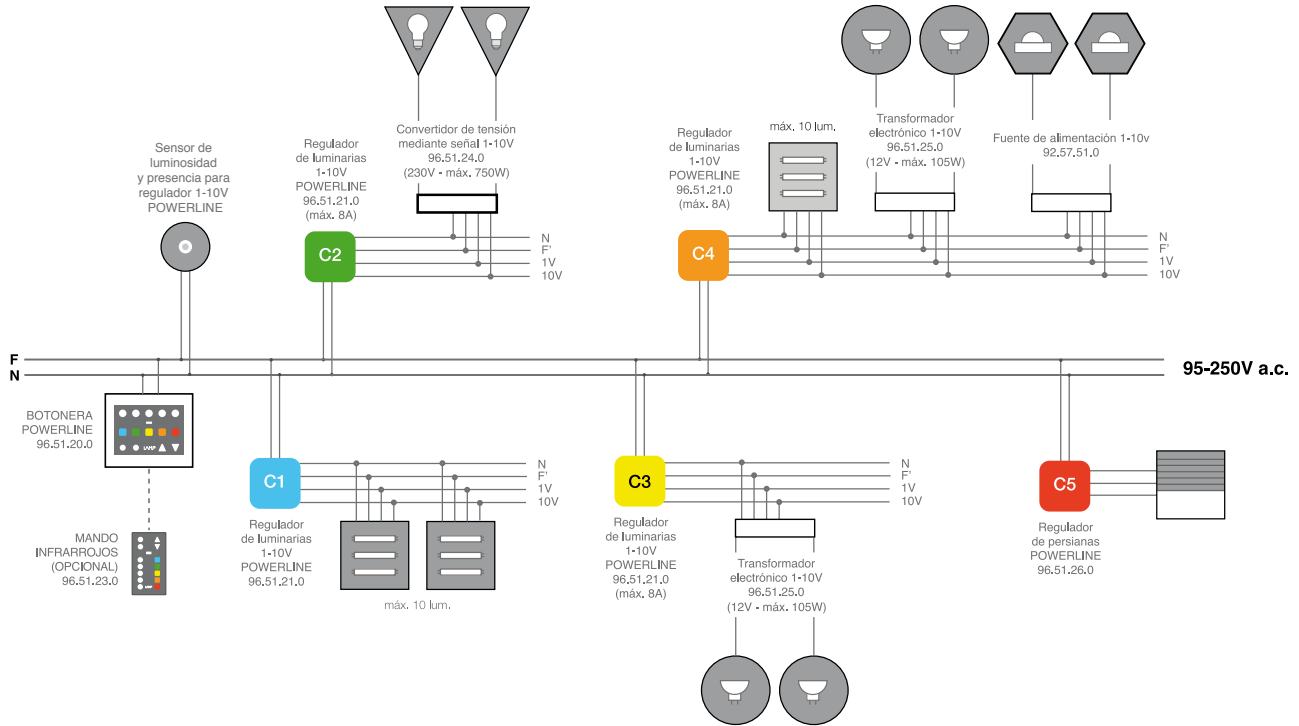 Sensor de
luminosidad
y presencia para
regulador 1-10V
POWERLINE
Regulador
de luminarias
1-10V
POWERLINE
96.51.21.0
(máx. 8A)
Convertidor de tensión
mediante señal 1-10V
96.51.24.0
(230V - máx. 750W)
C2
N
F'
1V
10V
Regulador
de luminarias
1-10V
POWERLINE
96.51.21.0
(máx. 8A)
máx. 10 lum.
Transformador
electrónico 1-10V
96.51.25.0
(12V - máx. 105W)
Fuente de alimentación 1-10v
92.57.51.0
C4
N
F'
1V
10V
F
N
95-250V a.c.
BOTONERA
POWERLINE
96.51.20.0
LAMP
MANDO
INFRARROJOS
(OPCIONAL)
96.51.23.0
C1
N
F'
1V
10V
Regulador
de luminarias
1-10V
POWERLINE
96.51.21.0
máx. 10 lum.
C3
N
F'
1V
10V
Regulador
de luminarias
1-10V
POWERLINE
96.51.21.0
(máx. 8A)
Transformador
electrónico 1-10V
96.51.25.0
(12V - máx. 105W)
C5
Regulador
de persianas
POWERLINE
96.51.26.0